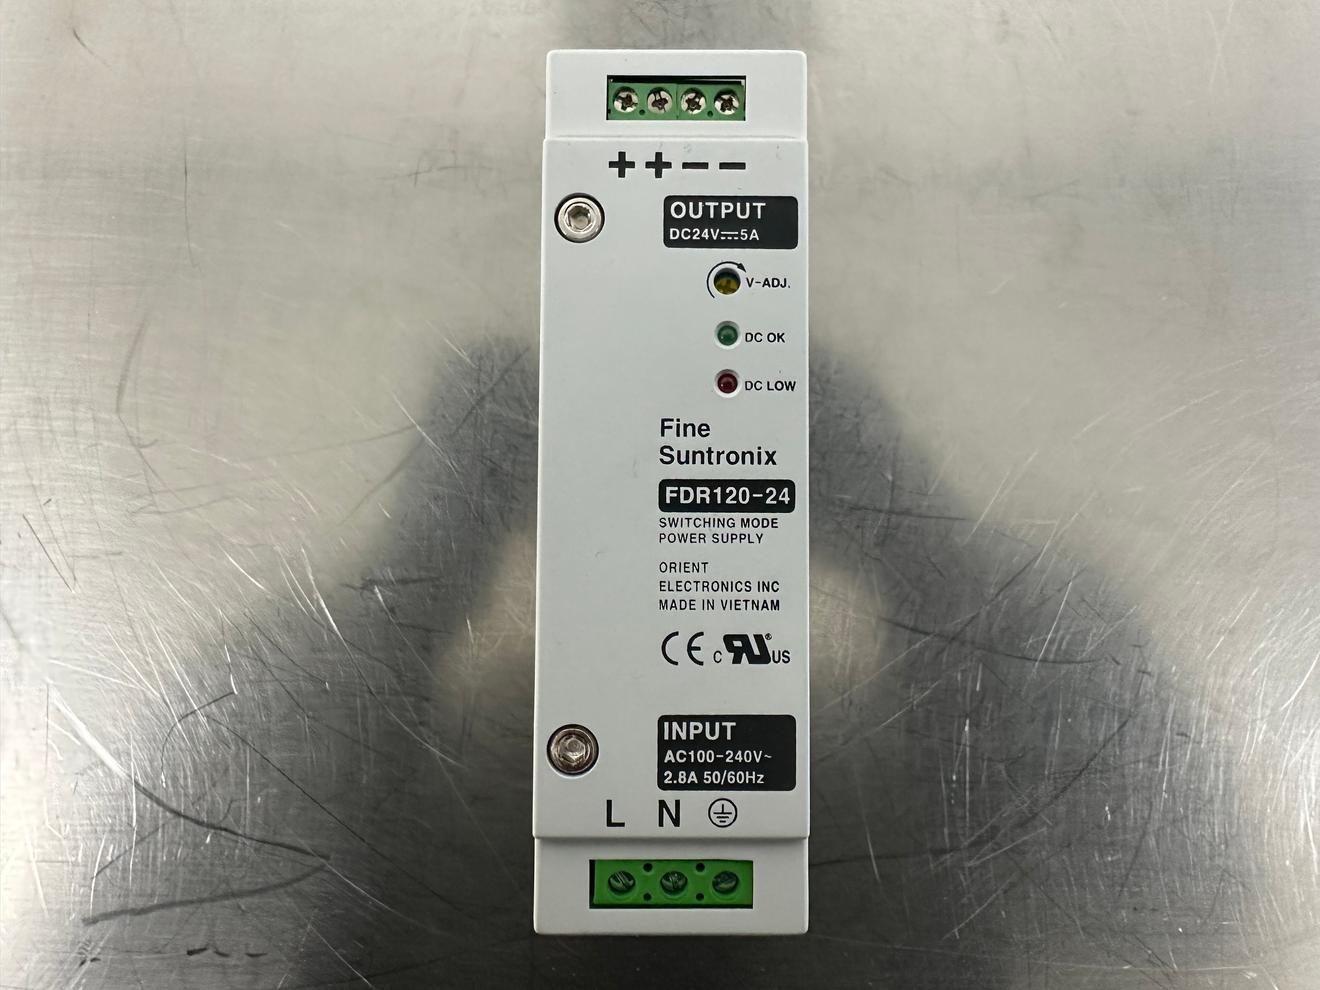 ++--
OUTPUT
DC24V⎓5A
V-ADJ.
DC OK
DC LOW
Fine
Suntronix
FDR120-24
SWITCHING MODE
POWER SUPPLY
ORIENT
ELECTRONICS INC
MADE IN VIETNAM
CE c RU® US
INPUT
AC100-240V~
2.8A 50/60Hz
L N